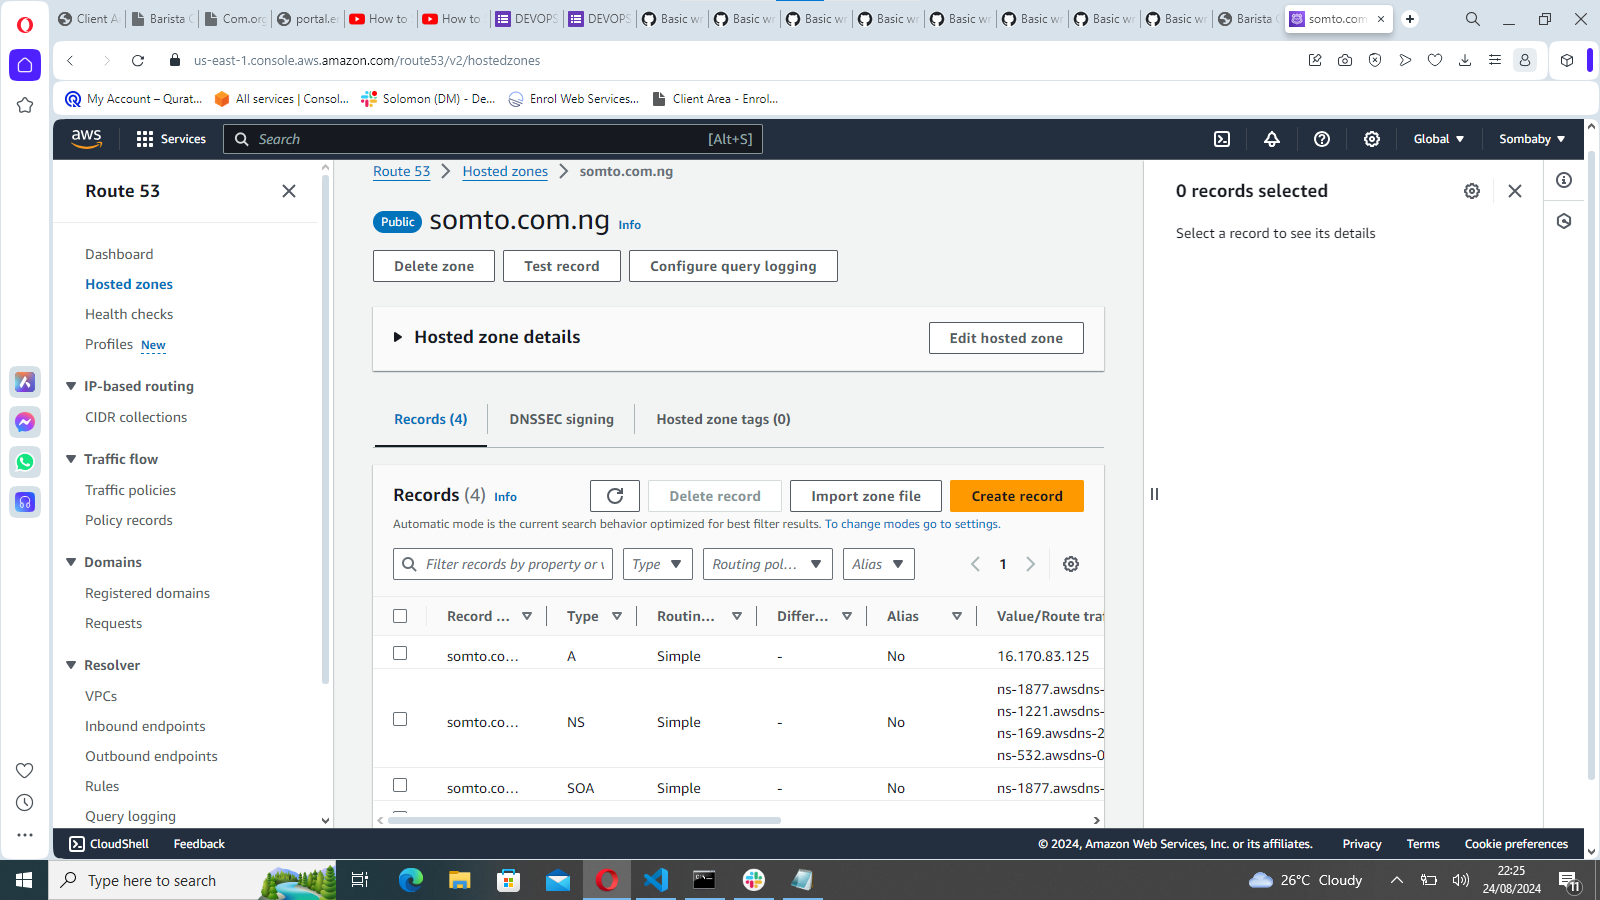 Client A
Barista C
Com.org
portal.e
How to
How to
DEVOPS
DEVOPS
Basic wr
Basic wr
Basic wr
Basic wr
Basic wr
Basic wr
Basic wr
Basic wr
Barista C
somto.com
us-east-1.console.aws.amazon.com/route53/v2/hostedzones
My Account – Qurat...
All services | Consol...
Solomon (DM) - De...
Enrol Web Services...
Client Area - Enrol...
aws
Services
Search
[Alt+S]
Global
Sombaby
Route 53
Dashboard
Hosted zones
Health checks
Profiles New
IP-based routing
CIDR collections
Traffic flow
Traffic policies
Policy records
Domains
Registered domains
Requests
Resolver
VPCs
Inbound endpoints
Outbound endpoints
Rules
Query logging
Route 53 > Hosted zones > somto.com.ng
Public somto.com.ng Info
Delete zone
Test record
Configure query logging
Hosted zone details
Edit hosted zone
Records (4)
DNSSEC signing
Hosted zone tags (0)
Records (4) Info
Delete record
Import zone file
Create record
Automatic mode is the current search behavior optimized for best filter results. To change modes go to settings.
Filter records by property or v
Type
Routing pol...
Alias
1
Record ... Type Routin... Differ... Alias Value/Route traf
somto.co... A Simple - No 16.170.83.125
somto.co... NS Simple - No ns-1877.awsdns-
ns-1221.awsdns-
ns-169.awsdns-2
ns-532.awsdns-0
somto.co... SOA Simple - No ns-1877.awsdns-
0 records selected
Select a record to see its details
CloudShell
Feedback
© 2024, Amazon Web Services, Inc. or its affiliates.
Privacy
Terms
Cookie preferences
Type here to search
26°C Cloudy
22:25
24/08/2024
11